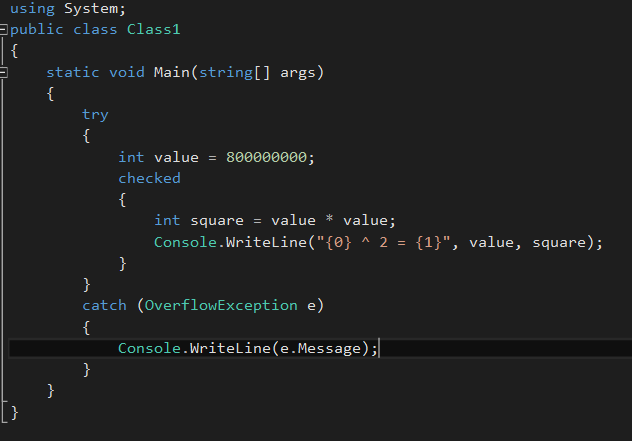 using System;
public class Class1
{
    static void Main(string[] args)
    {
        try
        {
            int value = 800000000;
            checked
            {
                int square = value * value;
                Console.WriteLine("{0} ^ 2 = {1}", value, square);
            }
        }
        catch (OverflowException e)
        {
            Console.WriteLine(e.Message);
        }
    }
}